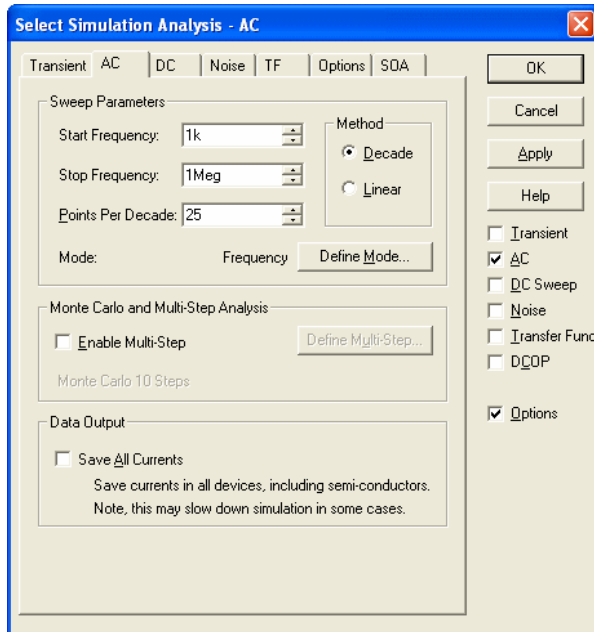 Select Simulation Analysis - AC
Transient AC DC Noise TF Options SOA
Sweep Parameters
Start Frequency: 1k
Stop Frequency: 1Meg
Points Per Decade: 25
Method
Decade
Linear
Mode: Frequency Define Mode...
Monte Carlo and Multi-Step Analysis
Enable Multi-Step Define Multi-Step...
Monte Carlo 10 Steps
Data Output
Save All Currents
Save currents in all devices, including semi-conductors.
Note, this may slow down simulation in some cases.
OK
Cancel
Apply
Help
Transient
AC
DC Sweep
Noise
Transfer Func
DCOP
Options